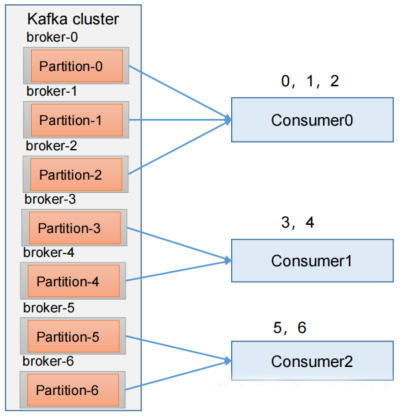 Kafka cluster
broker-0
Partition-0
broker-1
Partition-1
broker-2
Partition-2
broker-3
Partition-3
broker-4
Partition-4
broker-5
Partition-5
broker-6
Partition-6
0, 1, 2
Consumer0
3, 4
Consumer1
5, 6
Consumer2